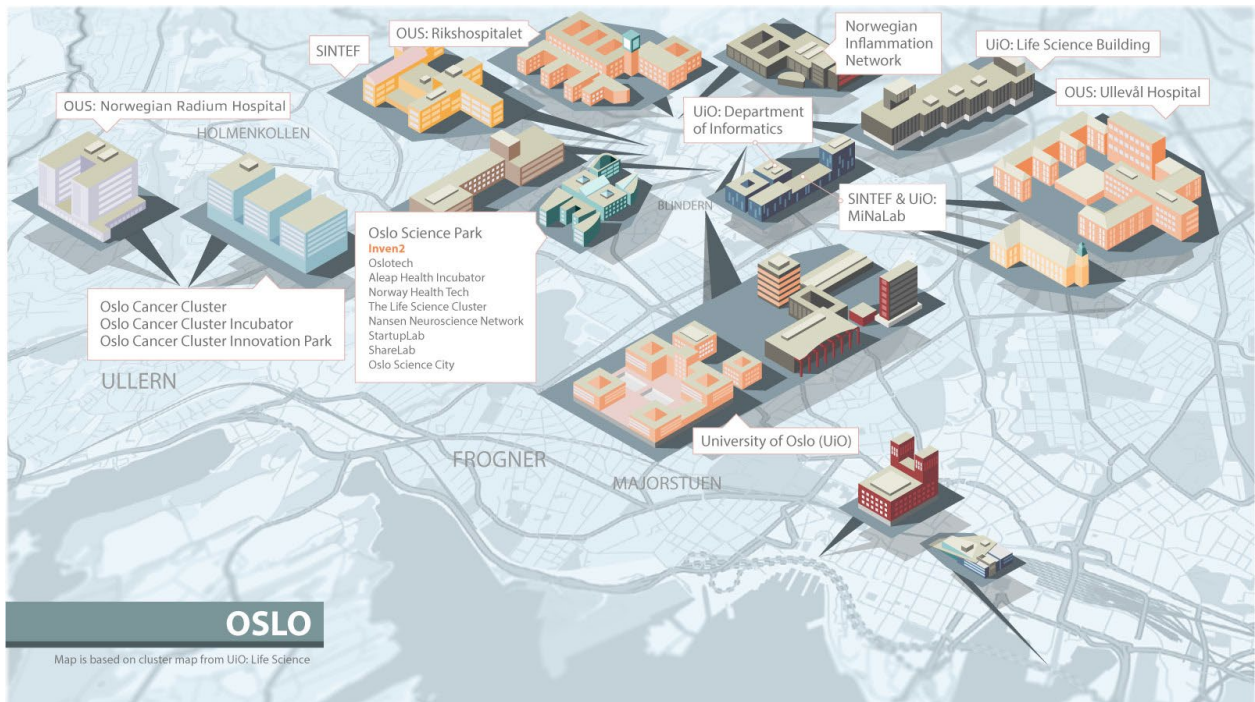 SINTEF
OUS: Rikshospitalet
Norwegian
Inflammation
Network
UiO: Life Science Building
OUS: Norwegian Radium Hospital
HOLMENKOLLEN
UiO: Department
of Informatics
OUS: Ullevål Hospital
BLINDERN
SINTEF & UiO:
MiNaLab
Oslo Science Park
Inven2
Oslotech
Aleap Health Incubator
Norway Health Tech
The Life Science Cluster
Nansen Neuroscience Network
StartupLab
ShareLab
Oslo Science City
Oslo Cancer Cluster
Oslo Cancer Cluster Incubator
Oslo Cancer Cluster Innovation Park
ULLERN
University of Oslo (UiO)
FROGNER
MAJORSTUEN
OSLO
Map is based on cluster map from UiO: Life Science